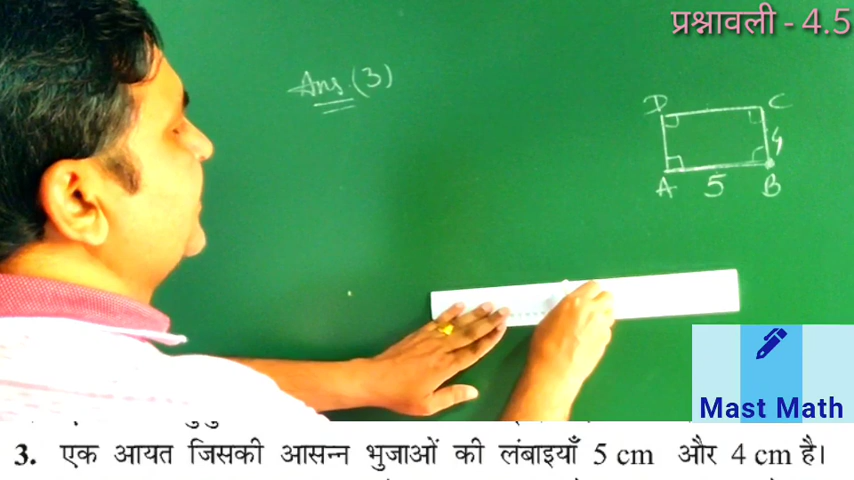 प्रश्नावली - 4.5
Ans. (3)
D C
4
A 5 B
Mast Math
3. एक आयत जिसकी आसन्न भुजाओं की लंबाइयाँ 5 cm और 4 cm है।